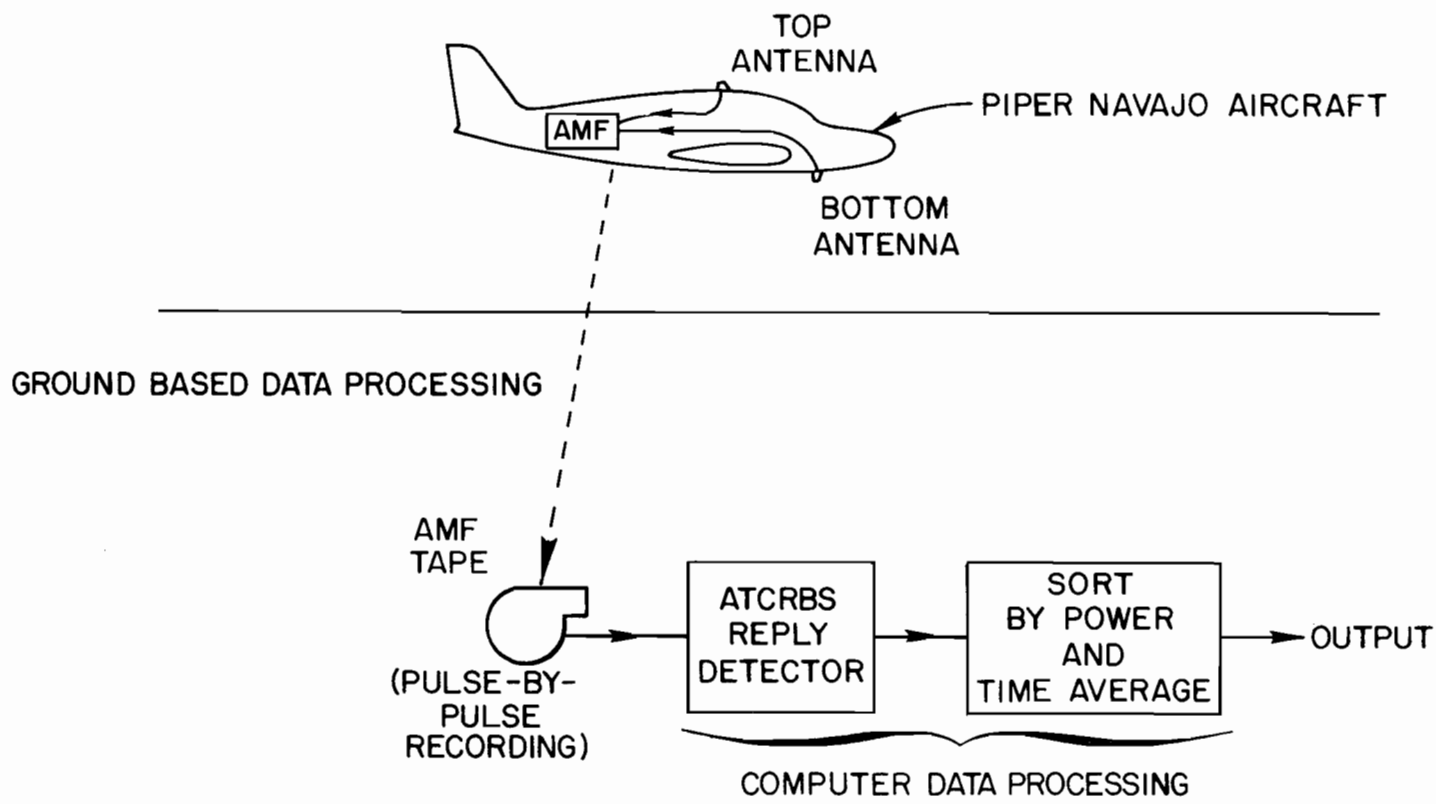 TOP
ANTENNA
PIPER NAVAJO AIRCRAFT
AMF
BOTTOM
ANTENNA
GROUND BASED DATA PROCESSING
AMF
TAPE
(PULSE-BY-
PULSE
RECORDING)
ATCRBS
REPLY
DETECTOR
SORT
BY POWER
AND
TIME AVERAGE
OUTPUT
COMPUTER DATA PROCESSING